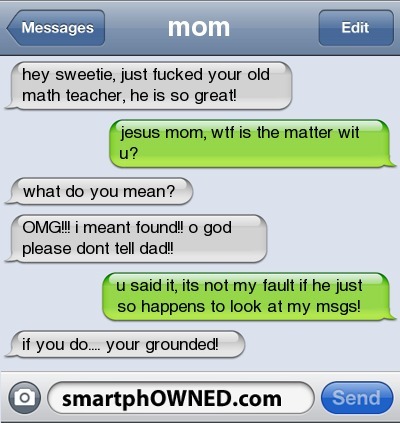 Messages
mom
Edit
hey sweetie, just fucked your old
math teacher, he is so great!
jesus mom, wtf is the matter wit
u?
what do you mean?
OMG!!! i meant found!! o god
please dont tell dad!!
u said it, its not my fault if he just
so happens to look at my msgs!
if you do.... your grounded!
smartphOWNED.com
Send